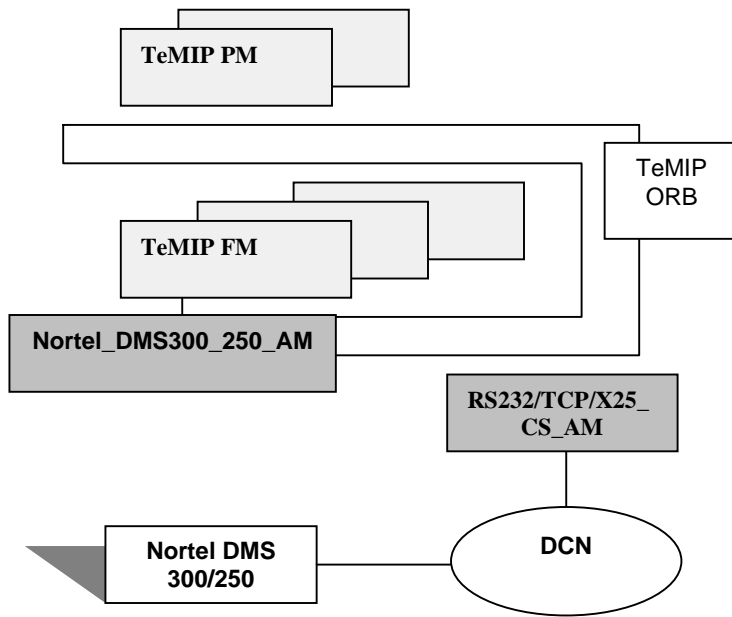 TeMIP PM
TeMIP
ORB
TeMIP FM
Nortel_DMS300_250_AM
RS232/TCP/X25_
CS_AM
Nortel DMS
300/250
DCN